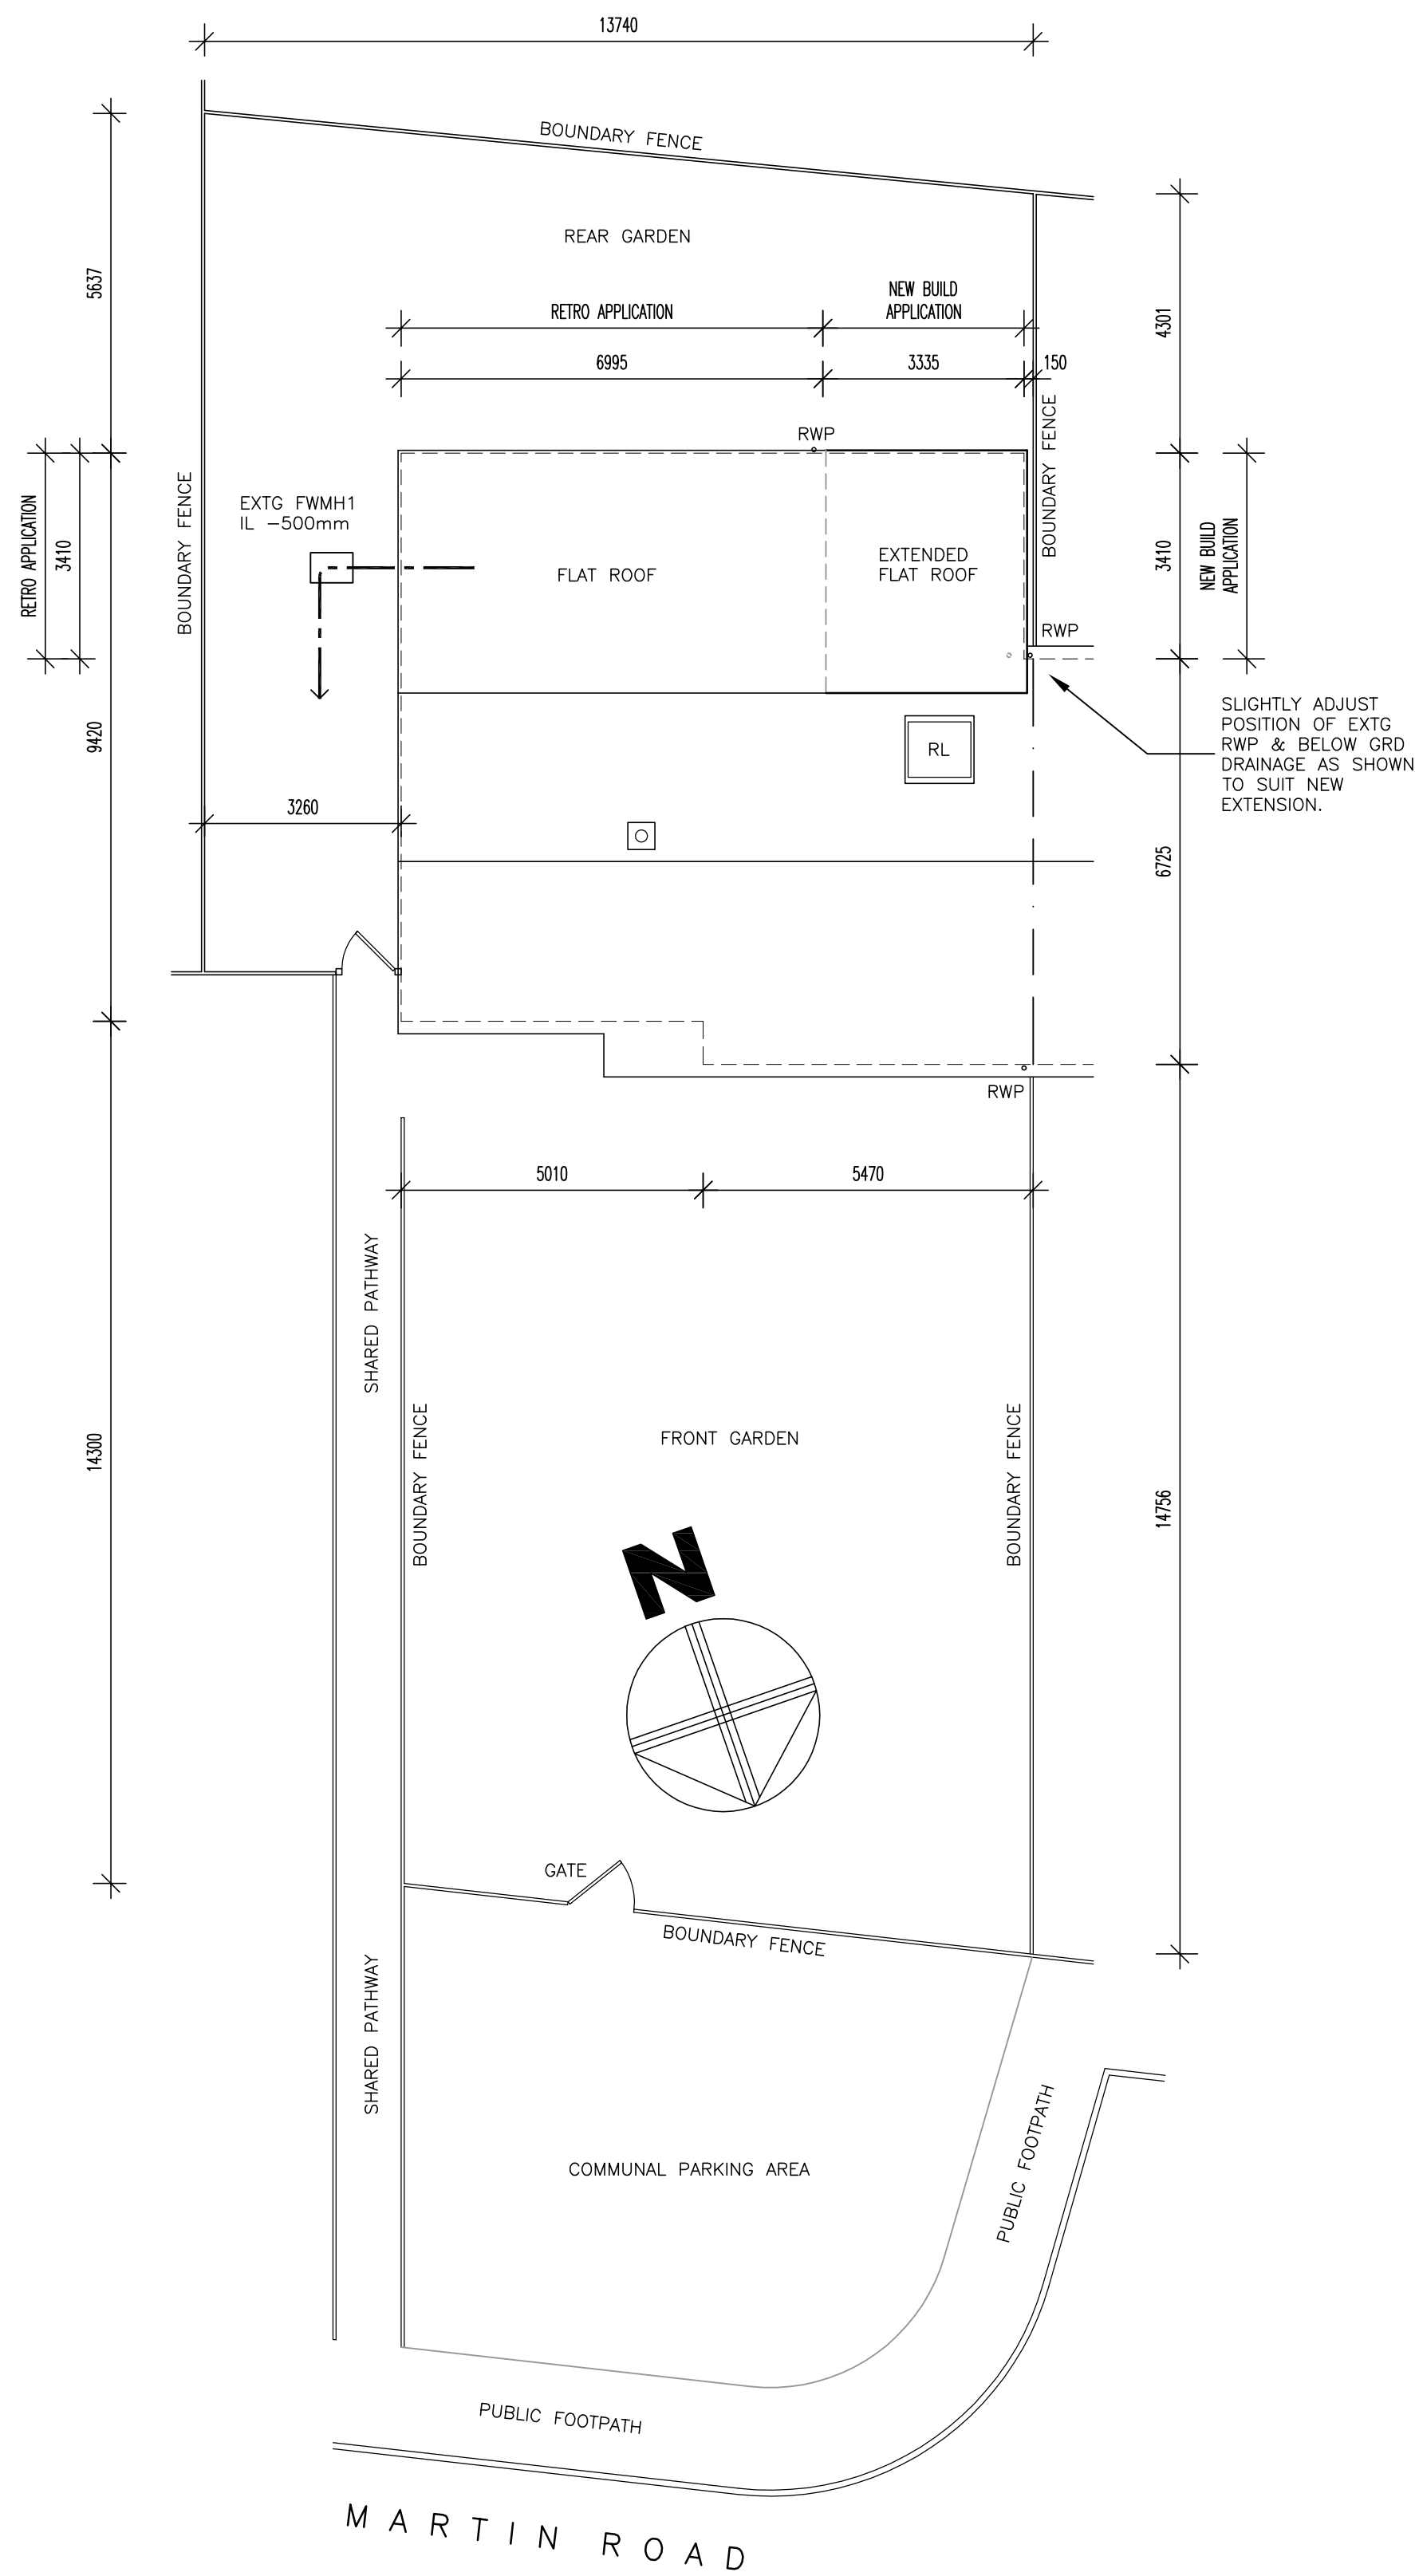 13740
BOUNDARY FENCE
REAR GARDEN
5637
4301
RETRO APPLICATION
NEW BUILD
APPLICATION
6995
3335
150
BOUNDARY FENCE
RWP
RETRO APPLICATION
3410
BOUNDARY FENCE
EXTG FWMH1
IL -500mm
FLAT ROOF
EXTENDED
FLAT ROOF
3410
NEW BUILD
APPLICATION
RWP
SLIGHTLY ADJUST
POSITION OF EXTG
RWP & BELOW GRD
DRAINAGE AS SHOWN
TO SUIT NEW
EXTENSION.
9420
RL
3260
6725
RWP
5010
5470
SHARED PATHWAY
BOUNDARY FENCE
FRONT GARDEN
BOUNDARY FENCE
14300
14756
N
GATE
BOUNDARY FENCE
SHARED PATHWAY
COMMUNAL PARKING AREA
PUBLIC FOOTPATH
PUBLIC FOOTPATH
MARTIN ROAD